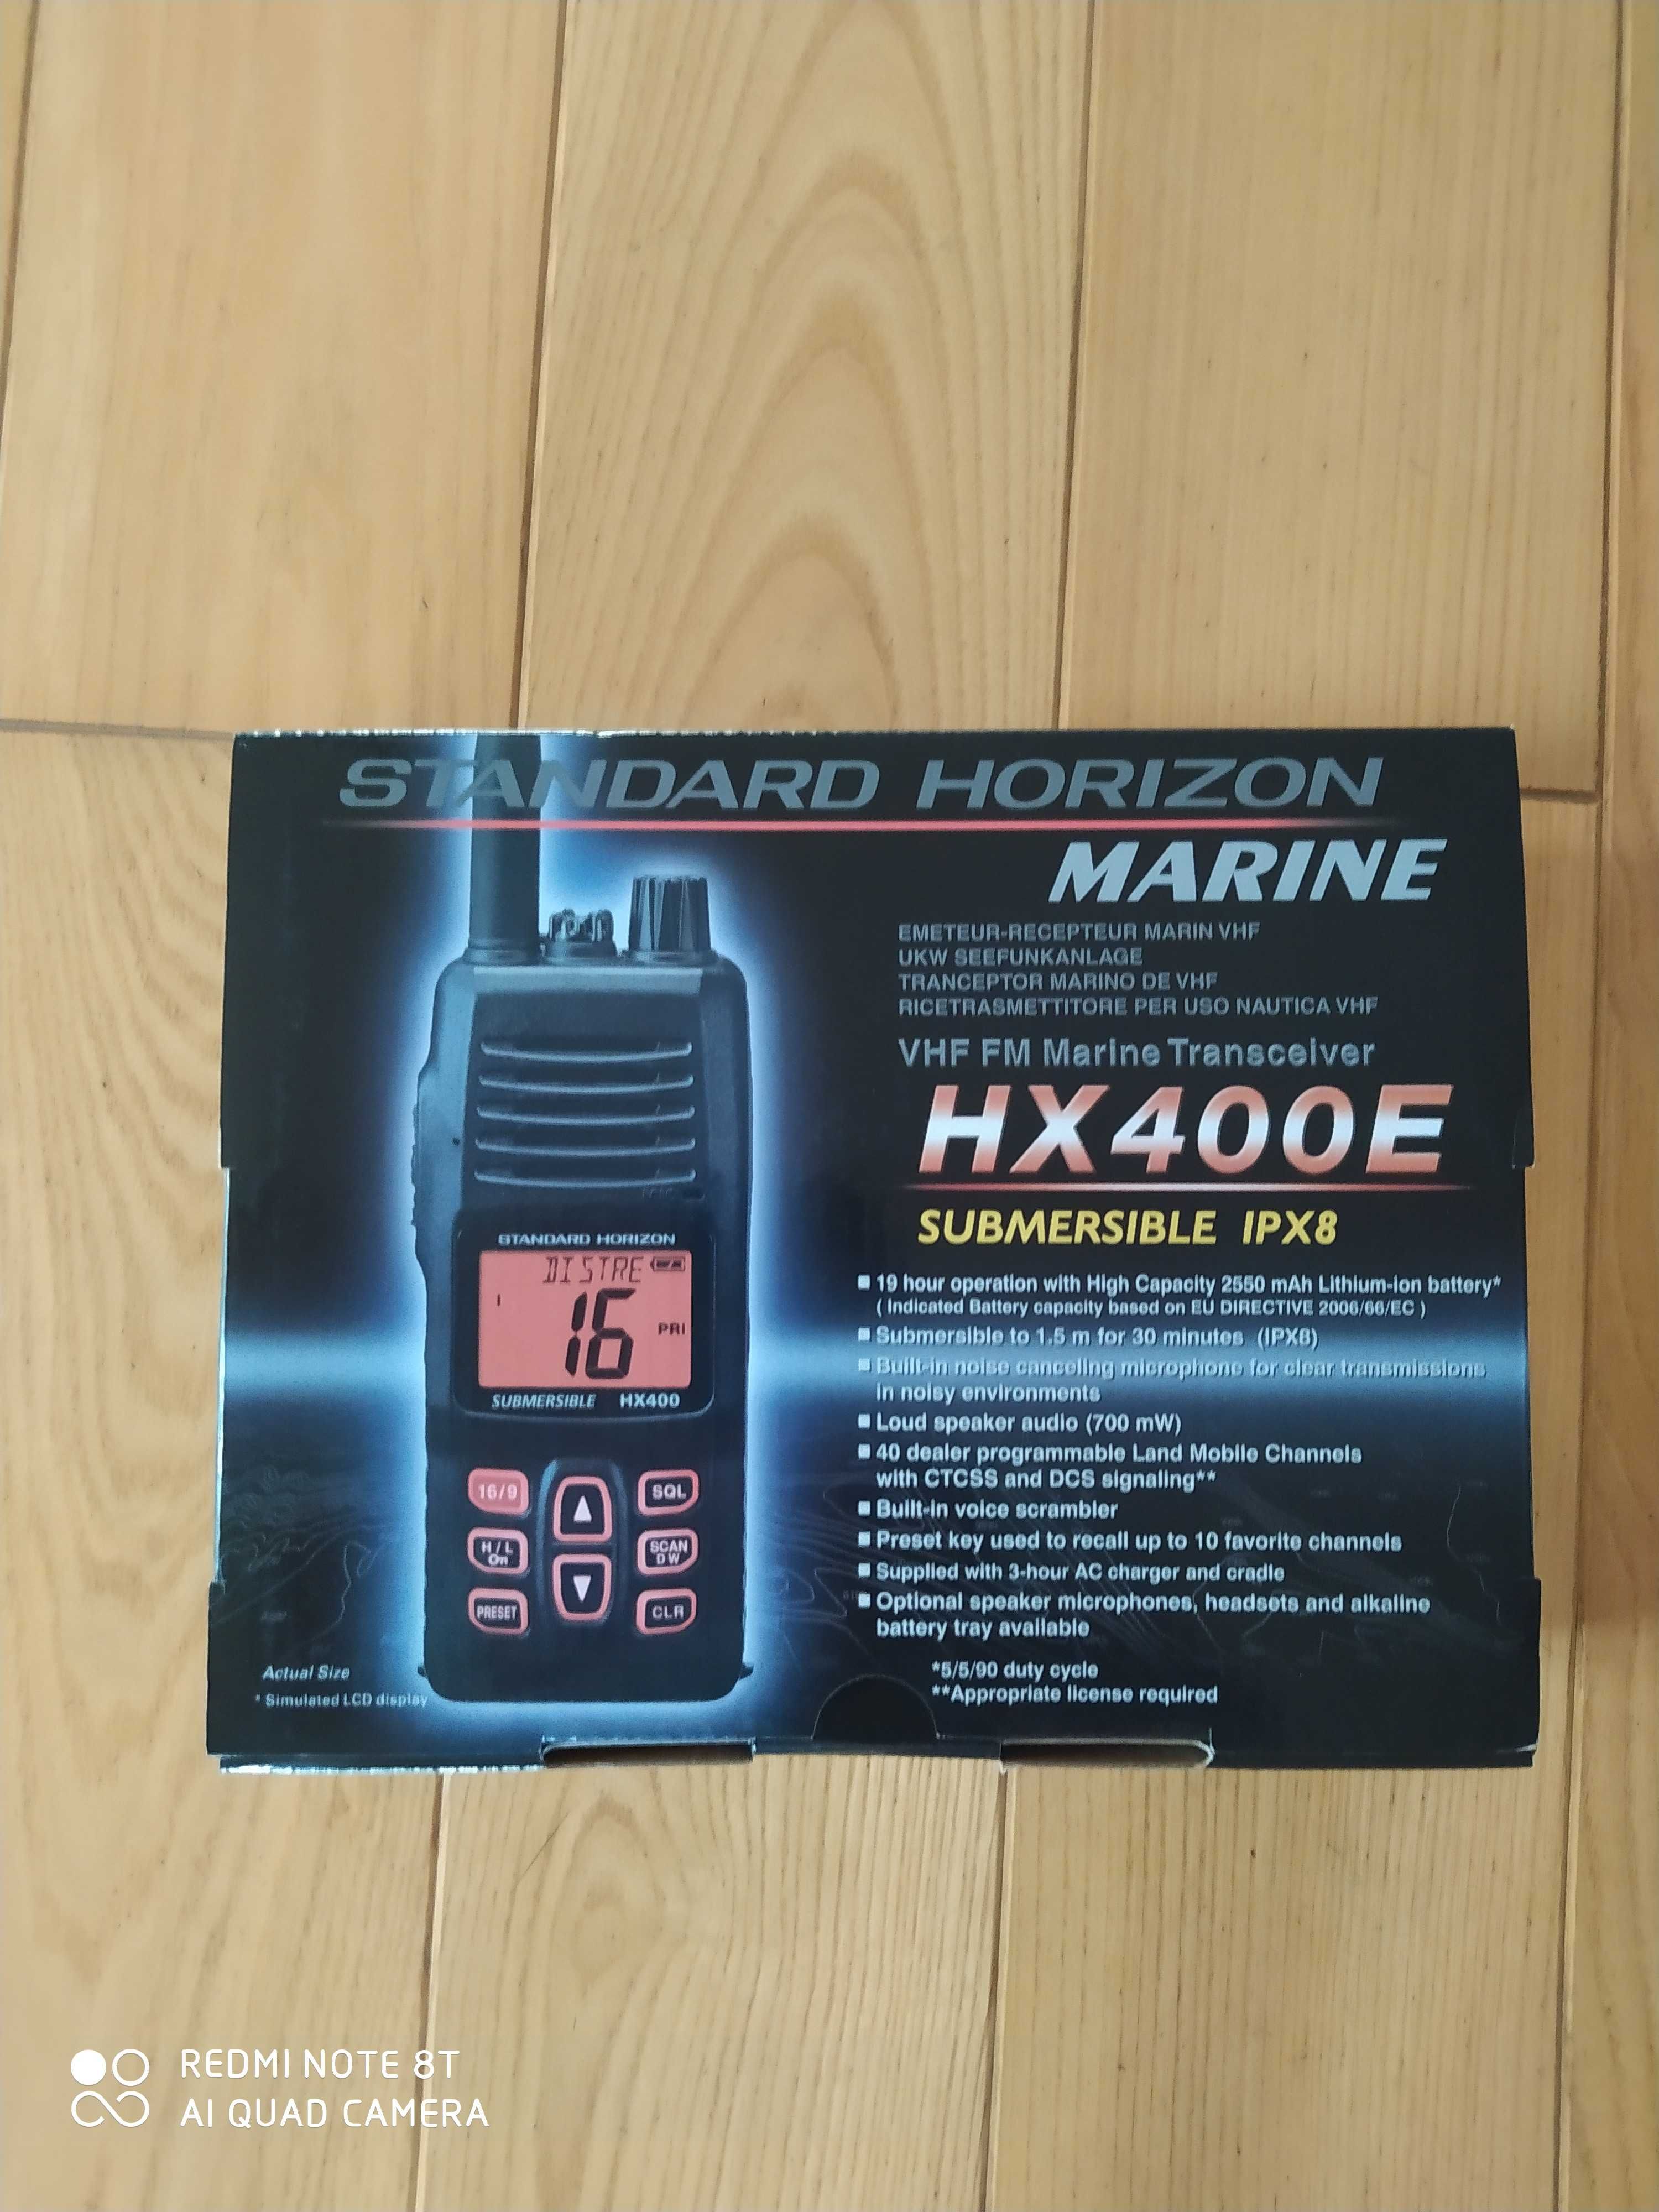 STANDARD HORIZON
MARINE
EMETEUR-RECEPTEUR MARIN VHF
UKW SEEFUNKANLAGE
TRANCEPTOR MARINO DE VHF
RICETRASMETTITORE PER USO NAUTICA VHF
VHF FM Marine Transceiver
HX400E
SUBMERSIBLE IPX8
19 hour operation with High Capacity 2550 mAh Lithium-ion battery*
( Indicated Battery capacity based on EU DIRECTIVE 2006/66/EC )
Submersible to 1.5 m for 30 minutes (IPX8)
Built-in noise canceling microphone for clear transmissions
in noisy environments
Loud speaker audio (700 mW)
40 dealer programmable Land Mobile Channels
with CTCSS and DCS signaling**
Built-in voice scrambler
Preset key used to recall up to 10 favorite channels
Supplied with 3-hour AC charger and cradle
Optional speaker microphones, headsets and alkaline
battery tray available
*5/5/90 duty cycle
**Appropriate license required
STANDARD HORIZON
DISTRE
16
PRI
SUBMERSIBLE HX400
16/9
SQL
H/L
On
SCAN
DW
PRESET
CLR
Actual Size
* Simulated LCD display
REDMI NOTE 8T
AI QUAD CAMERA